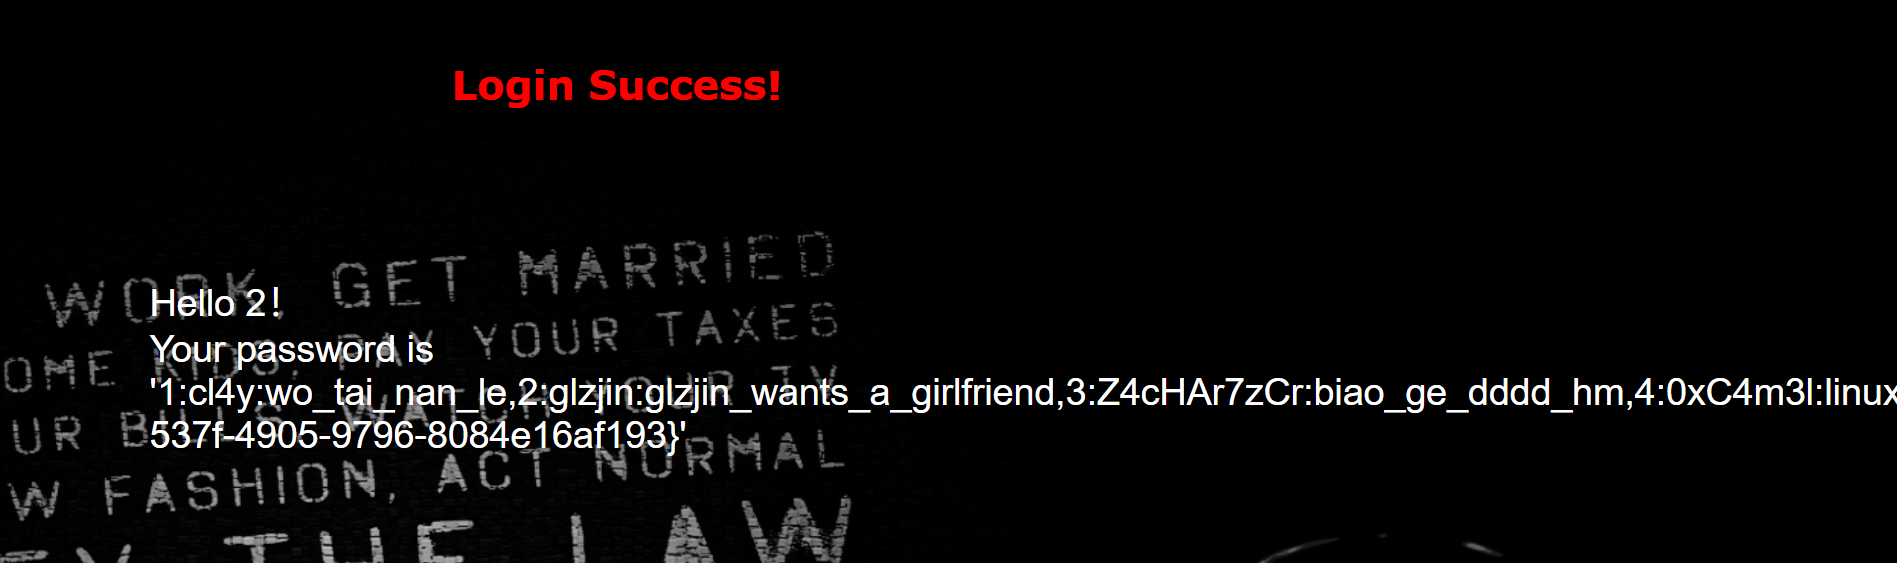 Login Success!
WORK, GET MARRIED
Hello 2！
OME KIDS, PAY YOUR TAXES
Your password is
'1:cl4y:wo_tai_nan_le,2:glzjin:glzjin_wants_a_girlfriend,3:Z4cHAr7zCr:biao_ge_dddd_hm,4:0xC4m3l:linux
UR BILLS, WATCH YOUR TV
537f-4905-9796-8084e16af193}'
W FASHION, ACT NORMAL
EY THE LAW